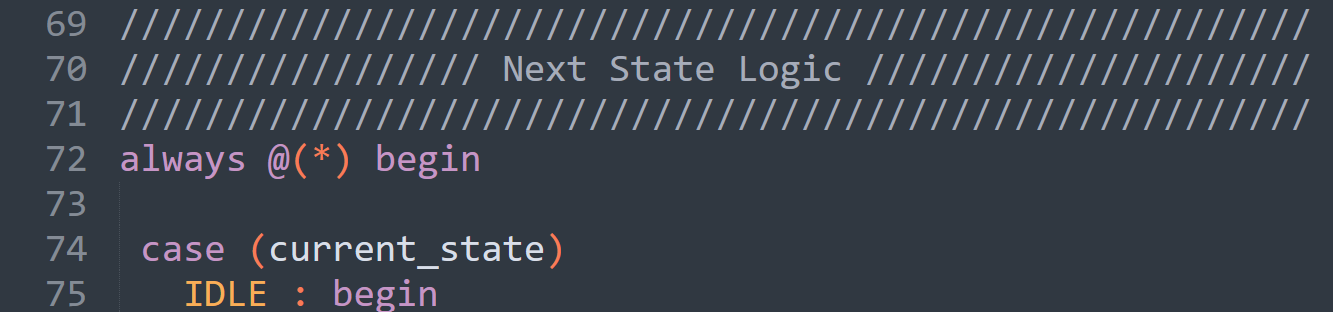 69 ////////////////////////////////////////////////////////
70 ///////////////// Next State Logic /////////////////////
71 ////////////////////////////////////////////////////////
72 always @(*) begin
73
74 case (current_state)
75 IDLE : begin